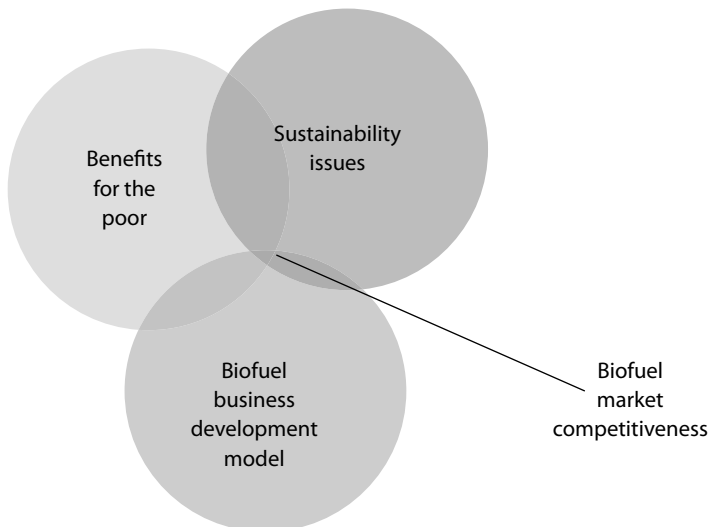 Sustainability
issues
Benefits
for the
poor
Biofuel
business
development
model
Biofuel
market
competitiveness